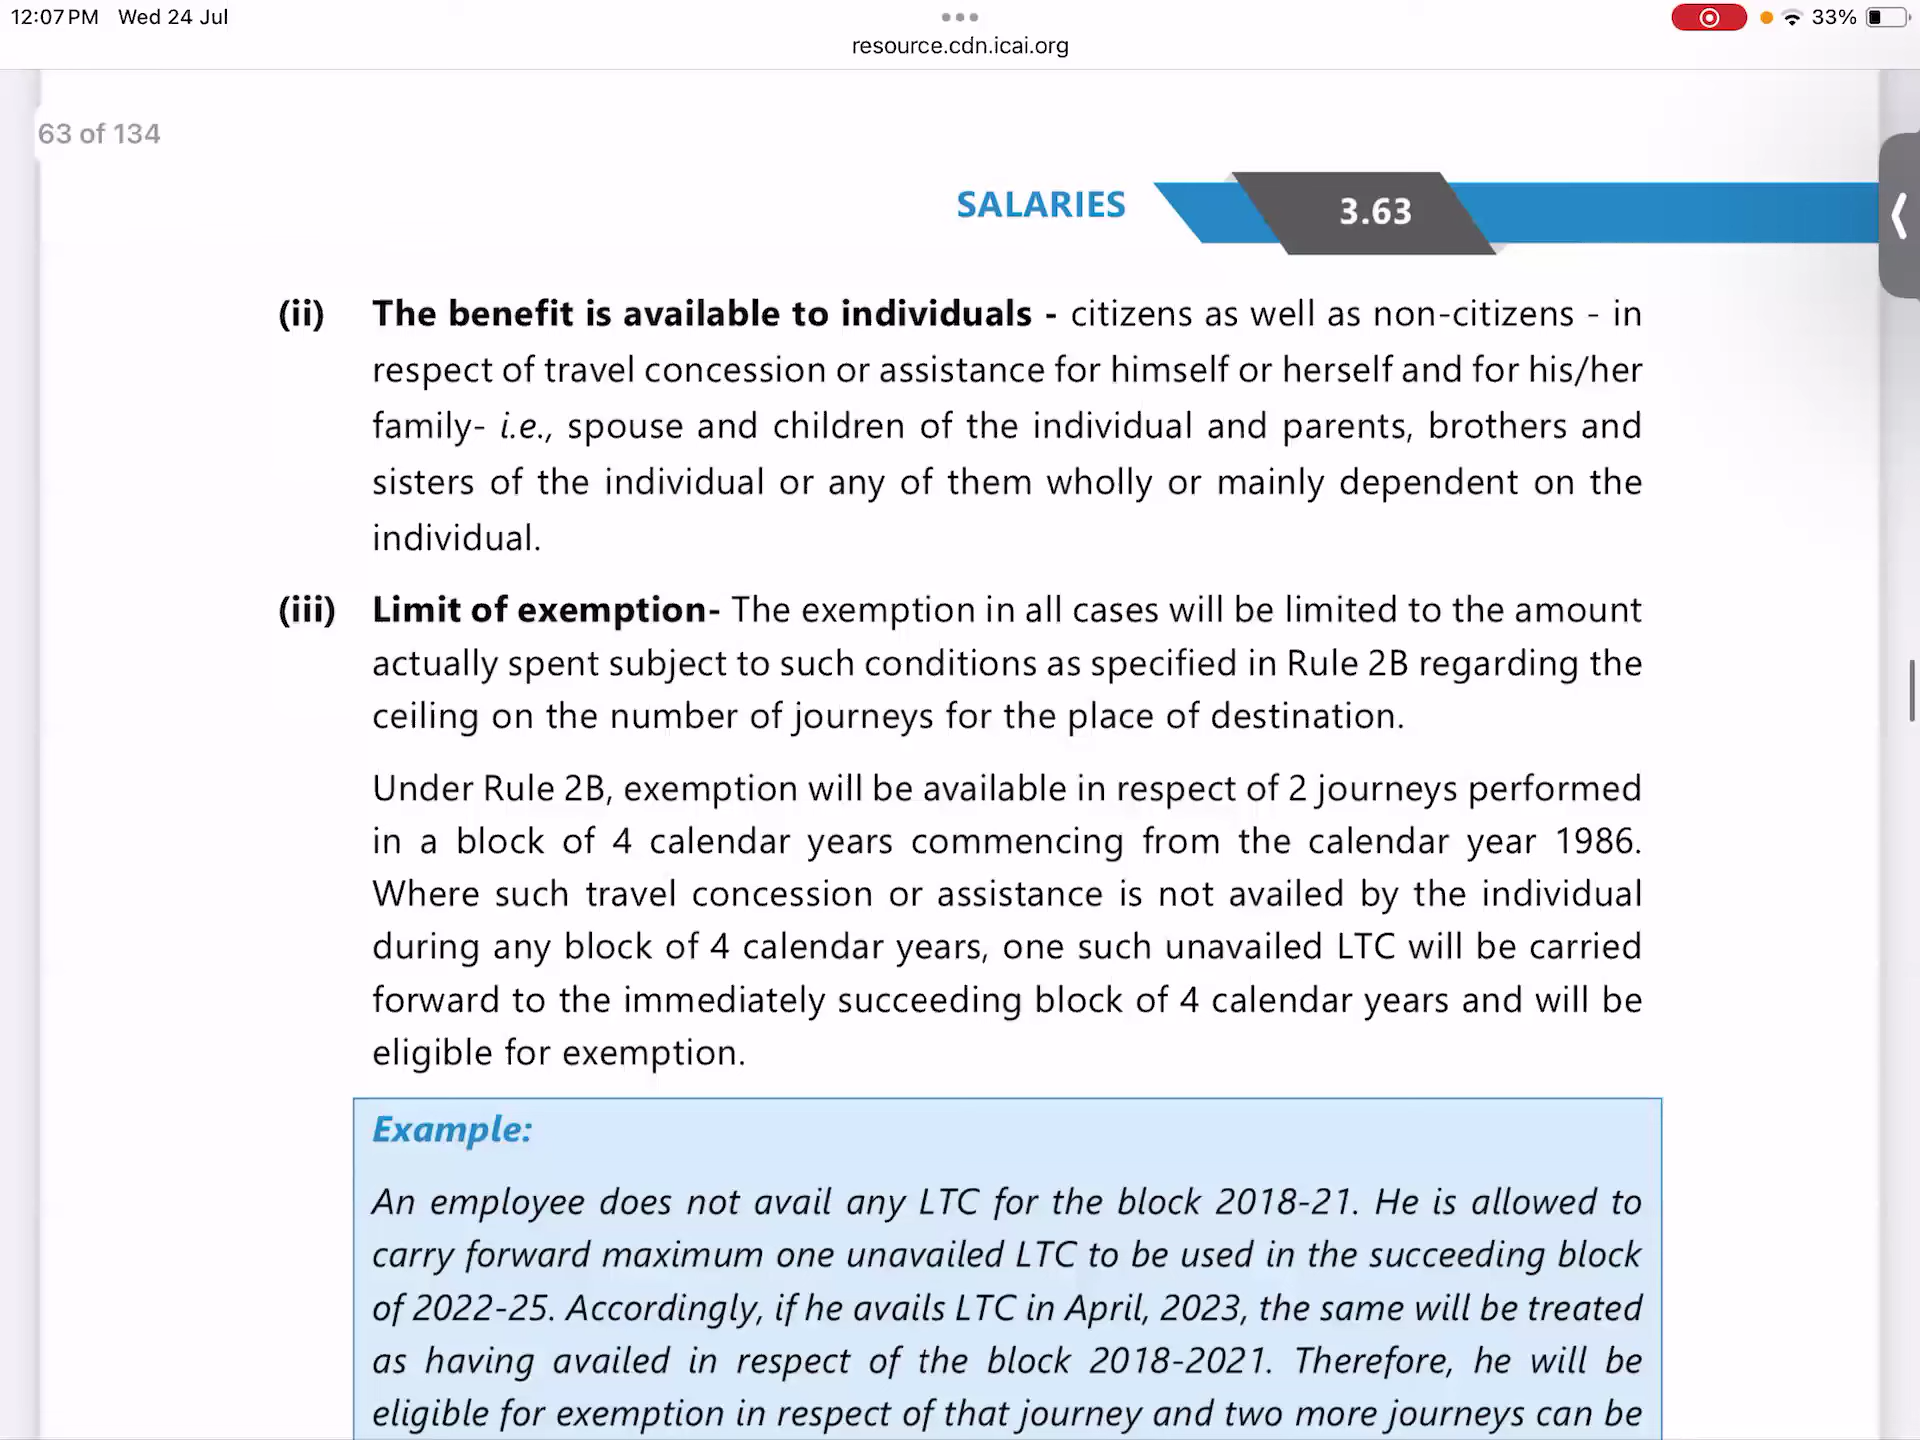 12:07 PM Wed 24 Jul
33%
resource.cdn.icai.org
63 of 134
SALARIES 3.63
(ii) The benefit is available to individuals - citizens as well as non-citizens - in
respect of travel concession or assistance for himself or herself and for his/her
family- i.e., spouse and children of the individual and parents, brothers and
sisters of the individual or any of them wholly or mainly dependent on the
individual.
(iii) Limit of exemption- The exemption in all cases will be limited to the amount
actually spent subject to such conditions as specified in Rule 2B regarding the
ceiling on the number of journeys for the place of destination.
Under Rule 2B, exemption will be available in respect of 2 journeys performed
in a block of 4 calendar years commencing from the calendar year 1986.
Where such travel concession or assistance is not availed by the individual
during any block of 4 calendar years, one such unavailed LTC will be carried
forward to the immediately succeeding block of 4 calendar years and will be
eligible for exemption.
Example:
An employee does not avail any LTC for the block 2018-21. He is allowed to
carry forward maximum one unavailed LTC to be used in the succeeding block
of 2022-25. Accordingly, if he avails LTC in April, 2023, the same will be treated
as having availed in respect of the block 2018-2021. Therefore, he will be
eligible for exemption in respect of that journey and two more journeys can be